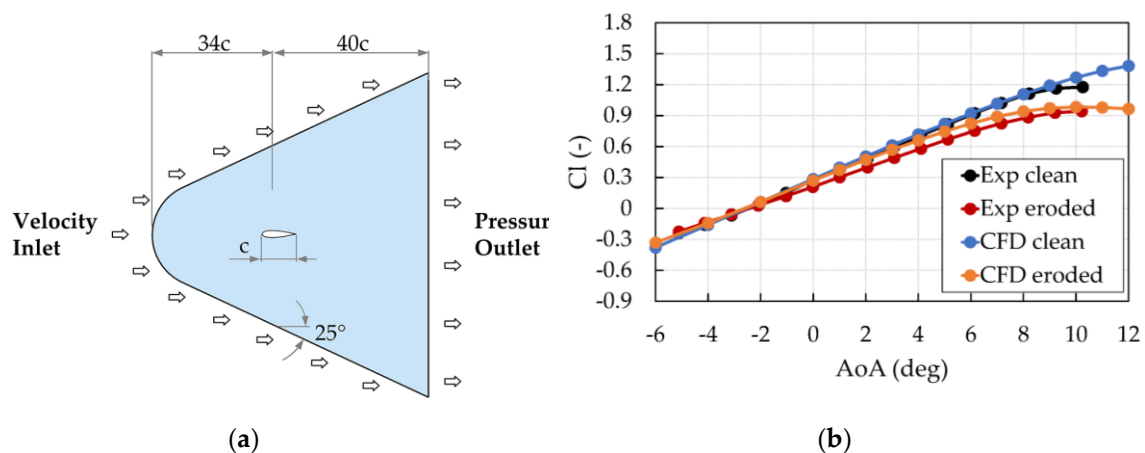 34c
40c
Velocity
Inlet
c
Pressur
Outlet
25°
(a)
Cl (-)
1.8
1.5
1.2
0.9
0.6
0.3
0
-0.3
-0.6
-0.9
-6
-4
-2
0
2
4
6
8
10
12
AoA (deg)
Exp clean
Exp eroded
CFD clean
CFD eroded
(b)